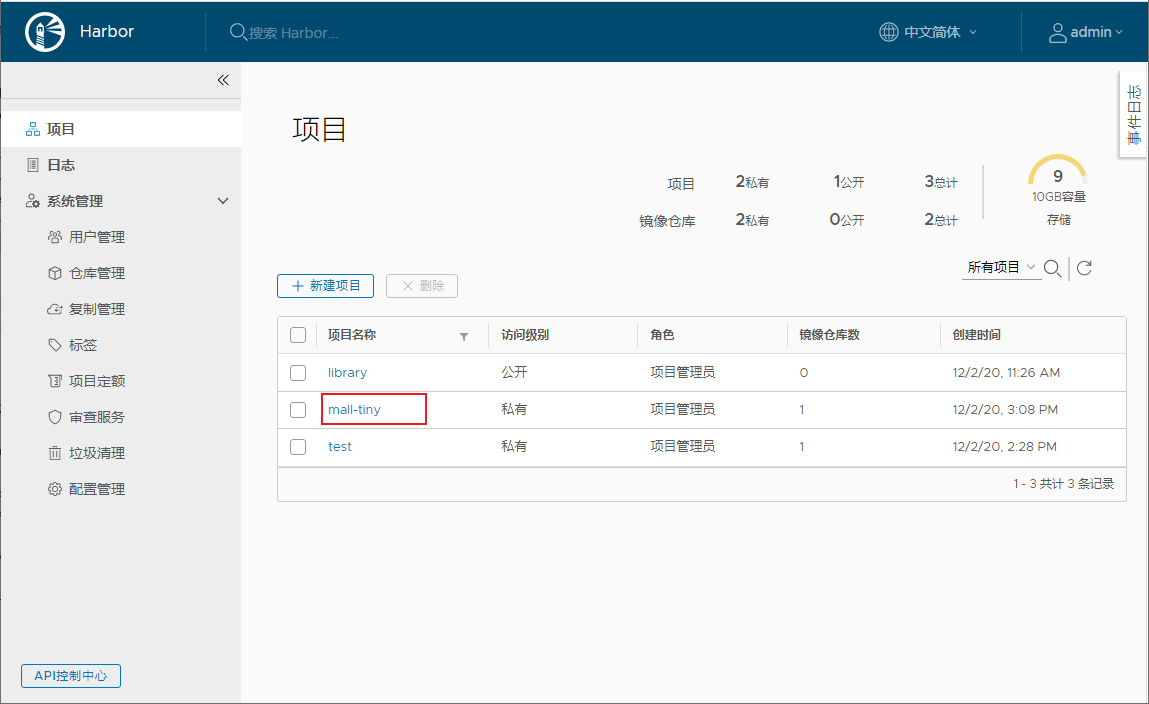 Harbor
搜索 Harbor...
中文简体
admin
事件日志
项目
日志
系统管理
用户管理
仓库管理
复制管理
标签
项目定额
审查服务
垃圾清理
配置管理
API控制中心
项目
项目 2私有 1公开 3总计
镜像仓库 2私有 0公开 2总计
9
10GB容量
存储
所有项目
新建项目 删除
项目名称 访问级别 角色 镜像仓库数 创建时间
library 公开 项目管理员 0 12/2/20, 11:26 AM
mall-tiny 私有 项目管理员 1 12/2/20, 3:08 PM
test 私有 项目管理员 1 12/2/20, 2:28 PM
1 - 3 共计 3 条记录